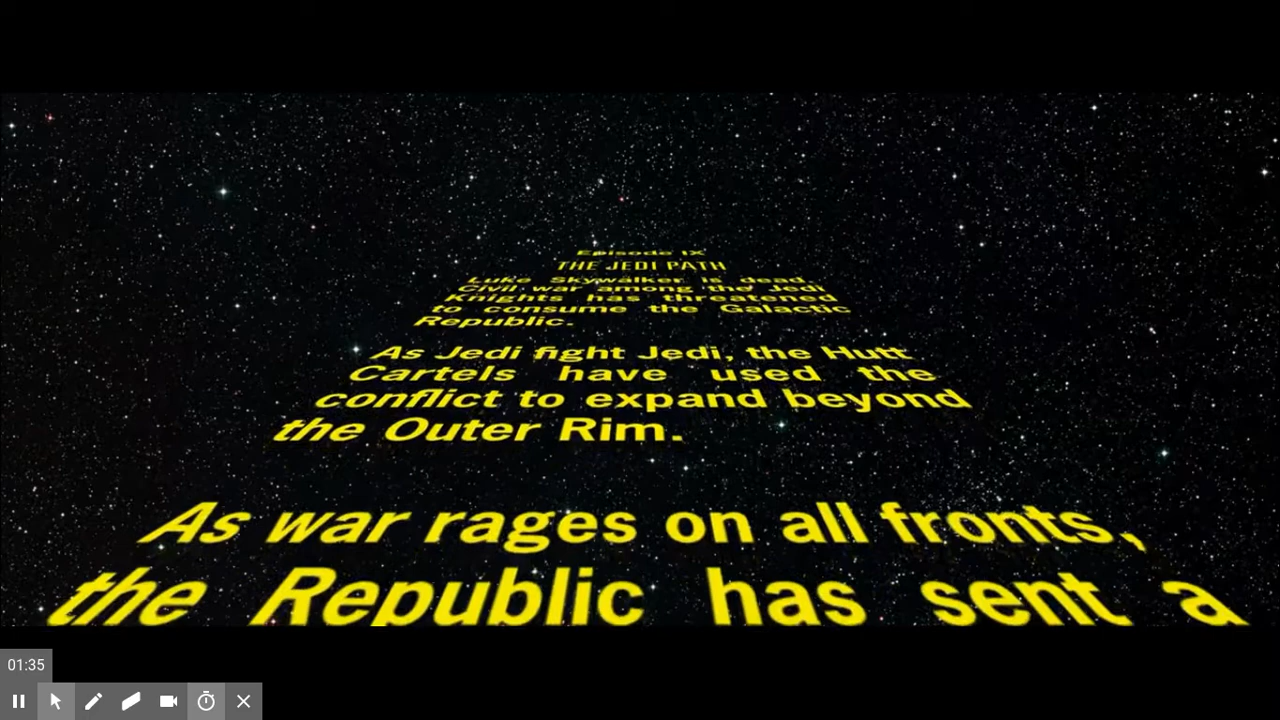 Episode IX
THE JEDI PATH
Luke Skywalker is dead.
Civil war among the Jedi
Knights has threatened
to consume the Galactic
Republic.
As Jedi fight Jedi, the Hutt
Cartels have used the
conflict to expand beyond
the Outer Rim.
As war rages on all fronts,
the Republic has sent a
01:35